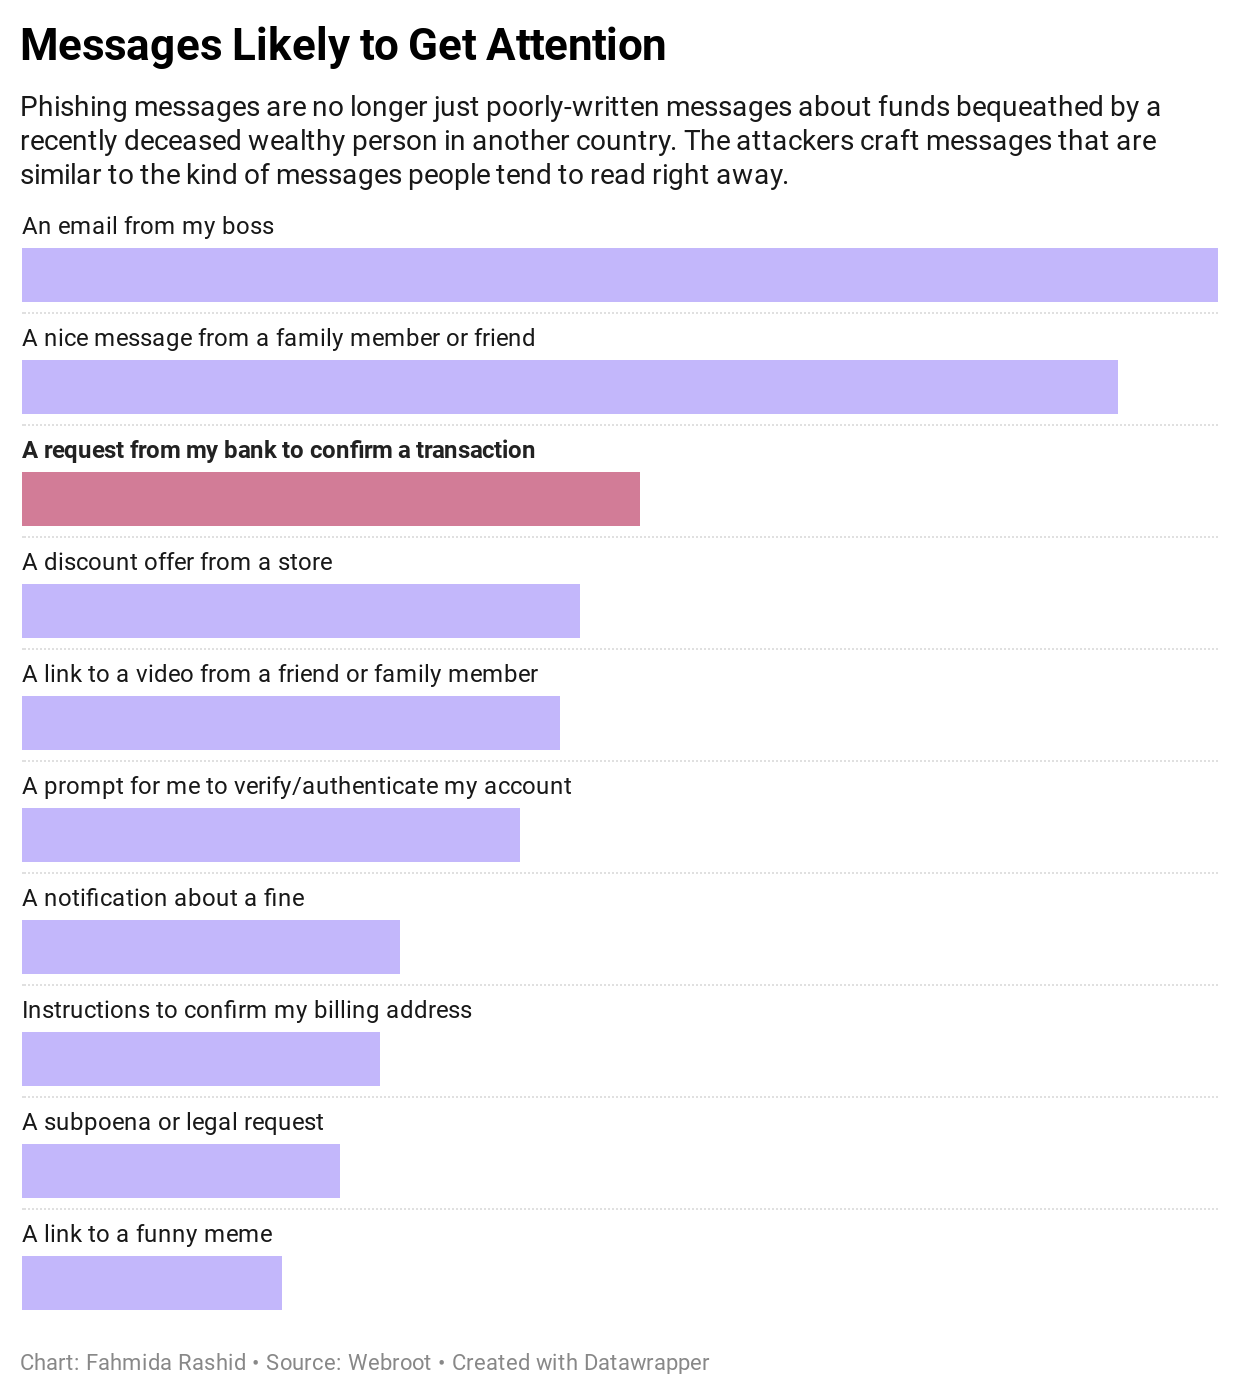 Messages Likely to Get Attention
Phishing messages are no longer just poorly-written messages about funds bequeathed by a
recently deceased wealthy person in another country. The attackers craft messages that are
similar to the kind of messages people tend to read right away.
An email from my boss
A nice message from a family member or friend
A request from my bank to confirm a transaction
A discount offer from a store
A link to a video from a friend or family member
A prompt for me to verify/authenticate my account
A notification about a fine
Instructions to confirm my billing address
A subpoena or legal request
A link to a funny meme
Chart: Fahmida Rashid • Source: Webroot • Created with Datawrapper